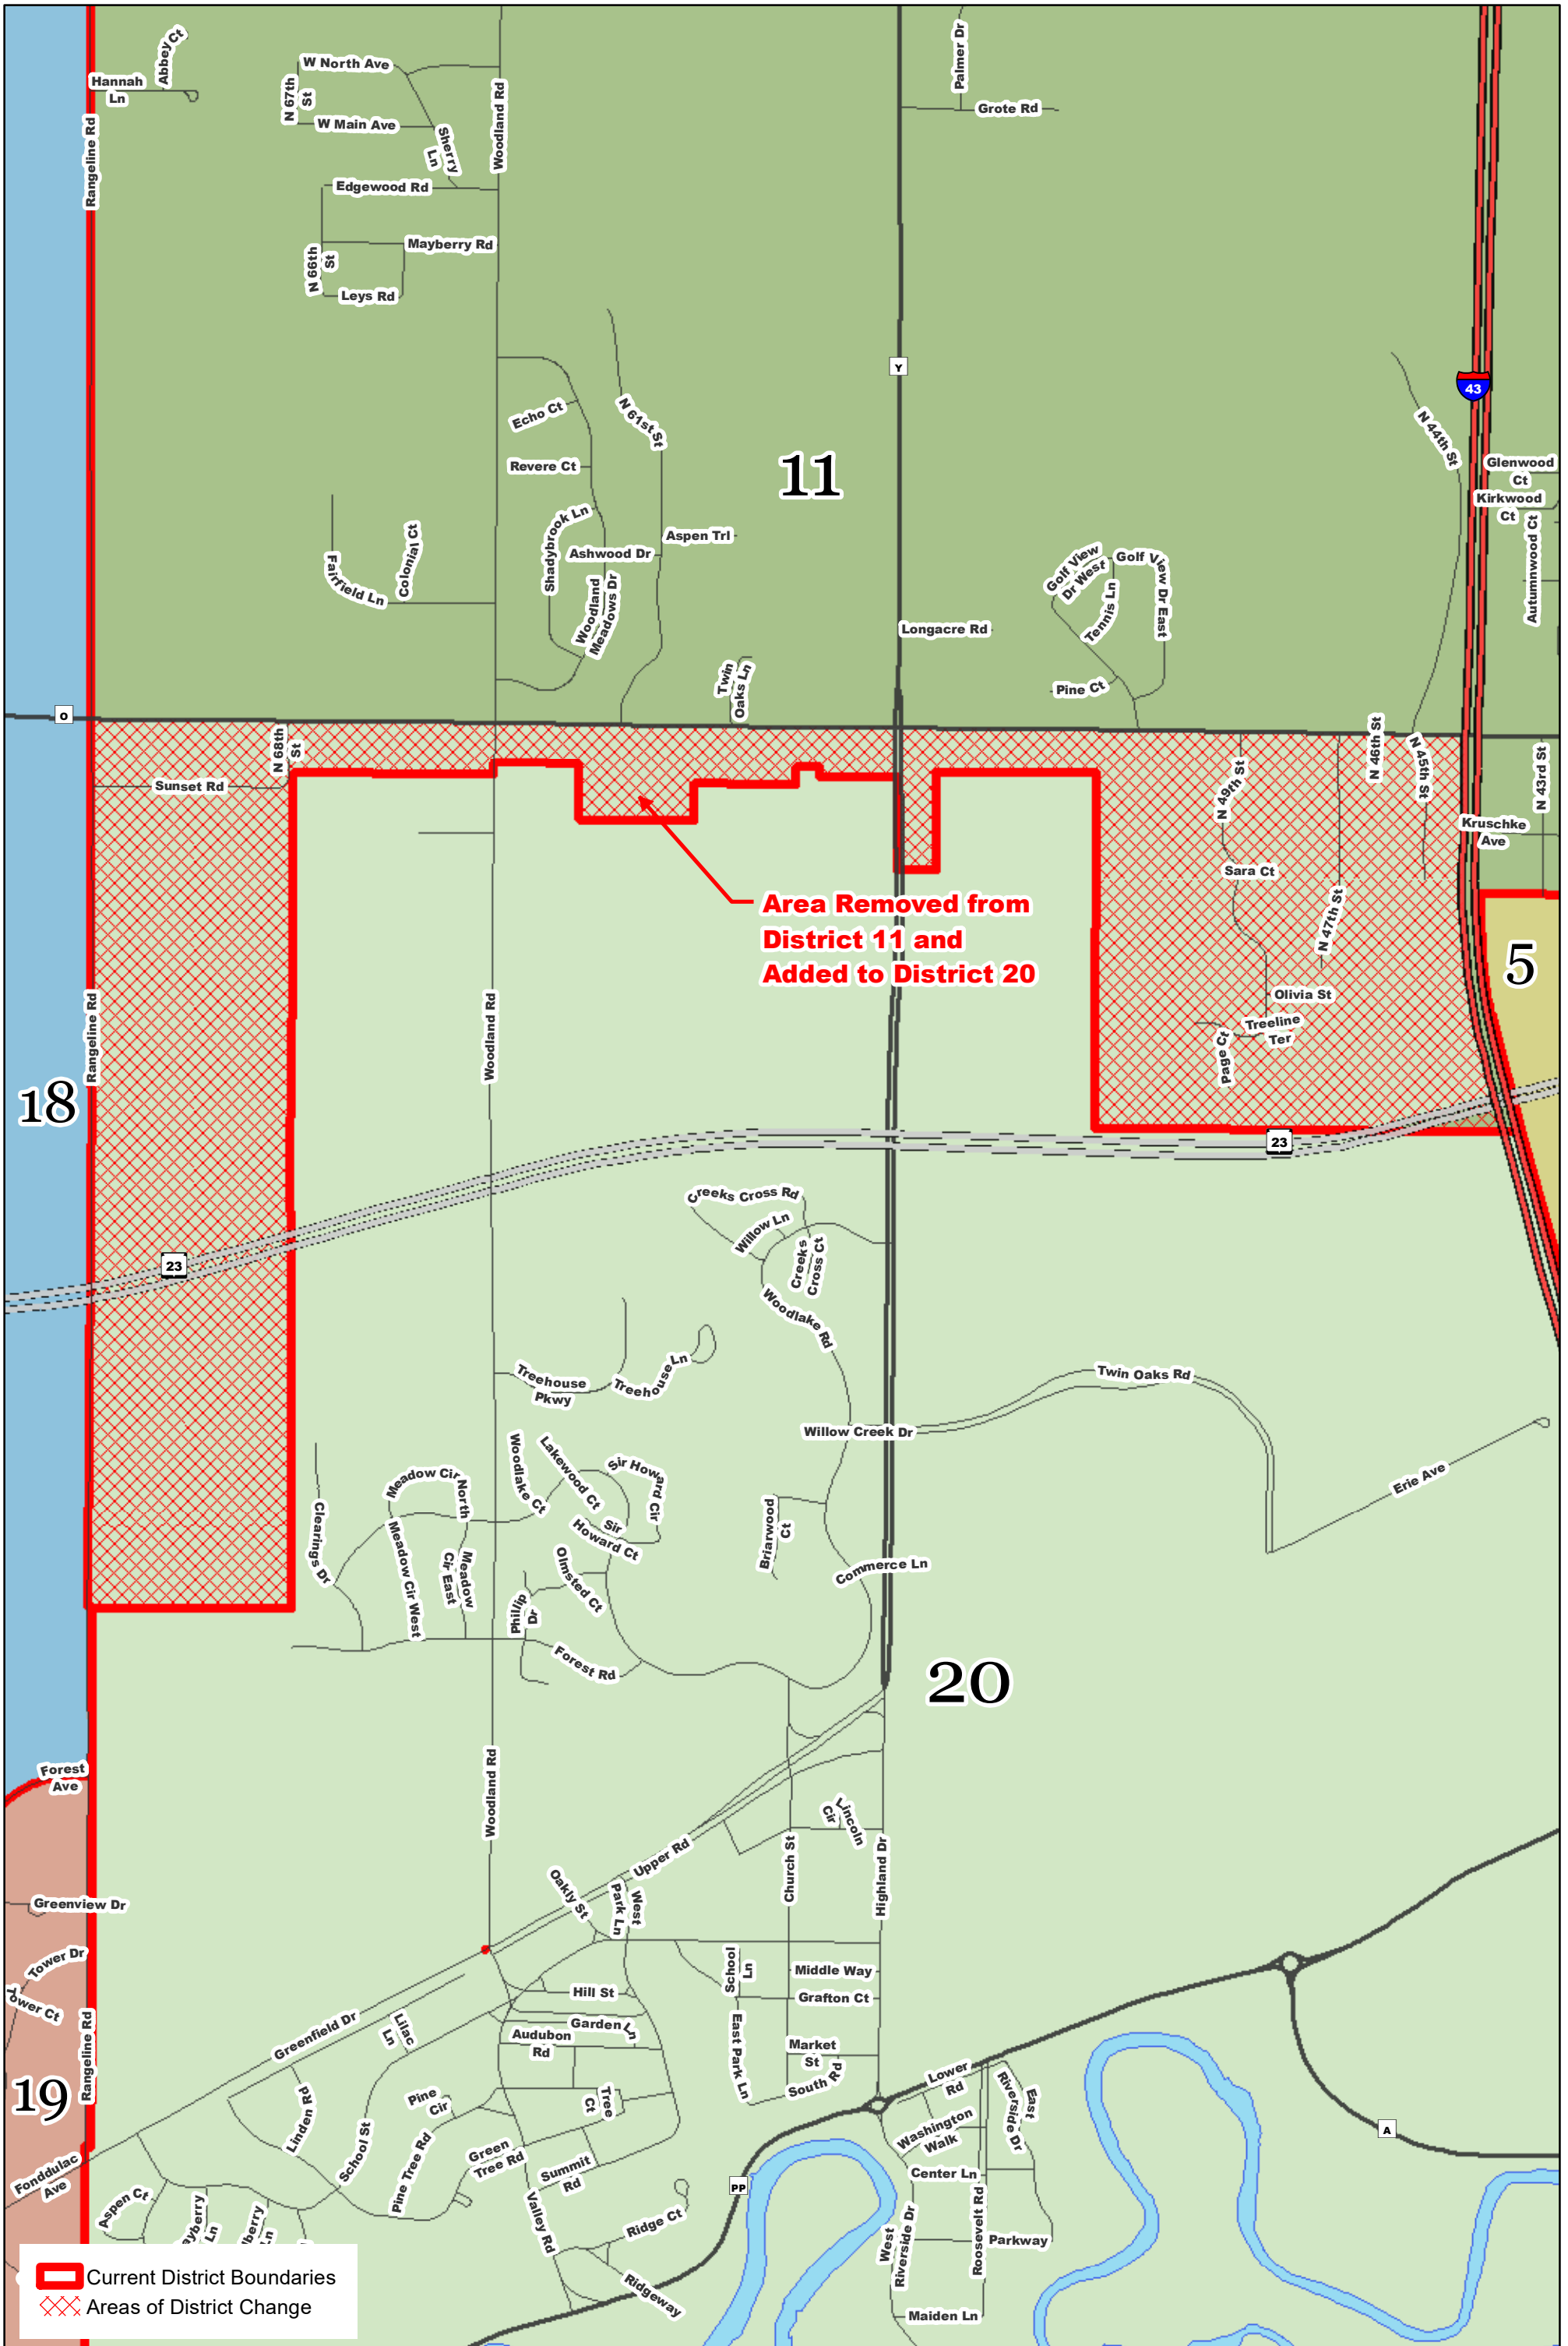 Hannah
Ln
Abbey Ct
W North Ave
N 67th
St
W Main Ave
Sherry
Ln
Woodland Rd
Rangeline Rd
Edgewood Rd
Mayberry Rd
N 66th
St
Leys Rd
Palmer Dr
Grote Rd
Y
43
Echo Ct
N 61st St
Revere Ct
11
N 44th St
Glenwood
Ct
Kirkwood
Ct
Autumnwood Ct
Shadybrook Ln
Ashwood Dr
Aspen Trl
Woodland
Meadows Dr
Fairfield Ln
Colonial Ct
Golf View
Dr West
Golf View Dr East
Tennis Ln
Longacre Rd
Pine Ct
Twin
Oaks Ln
O
N 68th
St
Sunset Rd
N 46th St
N 45th St
N 49th St
N 43rd St
Kruschke
Ave
Sara Ct
N 47th St
Area Removed from
District 11 and
Added to District 20
5
Olivia St
Treeline
Ter
Page Ct
Rangeline Rd
Woodland Rd
18
23
23
Creeks Cross Rd
Willow Ln
Creeks
Cross Ct
Woodlake Rd
Treehouse
Pkwy
Treehouse Ln
Twin Oaks Rd
Willow Creek Dr
Erie Ave
Woodlake Ct
Lakewood Ct
Sir Howard Cir
Sir
Howard Ct
Meadow Cir North
Clearings Dr
Meadow Cir West
Meadow
Cir East
Olmsted Ct
Phillip
Dr
Briarwood
Ct
Commerce Ln
Forest Rd
20
Forest
Ave
Woodland Rd
Lincoln
Cir
Upper Rd
Church St
Highland Dr
Greenview Dr
Tower Dr
Tower Ct
Oakly St
West
Park Ln
School
Ln
Middle Way
Grafton Ct
Hill St
Garden Ln
Audubon
Rd
East Park Ln
Market
St
South Rd
Greenfield Dr
Lilac
Ln
Rangeline Rd
19
Linden Rd
School St
Pine
Cir
Pine Tree Rd
Tree
Ct
Green
Tree Rd
Summit
Rd
Lower
Rd
Washington
Walk
East
Riverside Dr
A
Fonddulac
Ave
Aspen Ct
Valley Rd
Ridge Ct
PP
Center Ln
West
Riverside Dr
Roosevelt Rd
Parkway
Ridgeway
Maiden Ln
Ln
Ln
Current District Boundaries
Areas of District Change